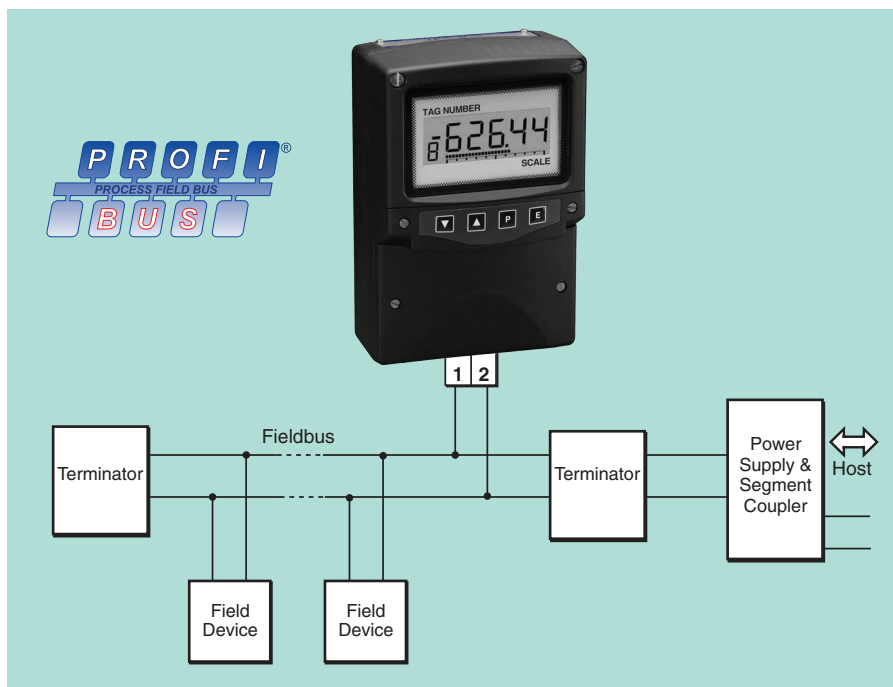 TAG NUMBER
8
-626.44
SCALE
P
E
PROFI®
PROCESS FIELD BUS
BUS
1 2
Fieldbus
Terminator
Terminator
Power
Supply &
Segment
Coupler
Host
Field
Device
Field
Device